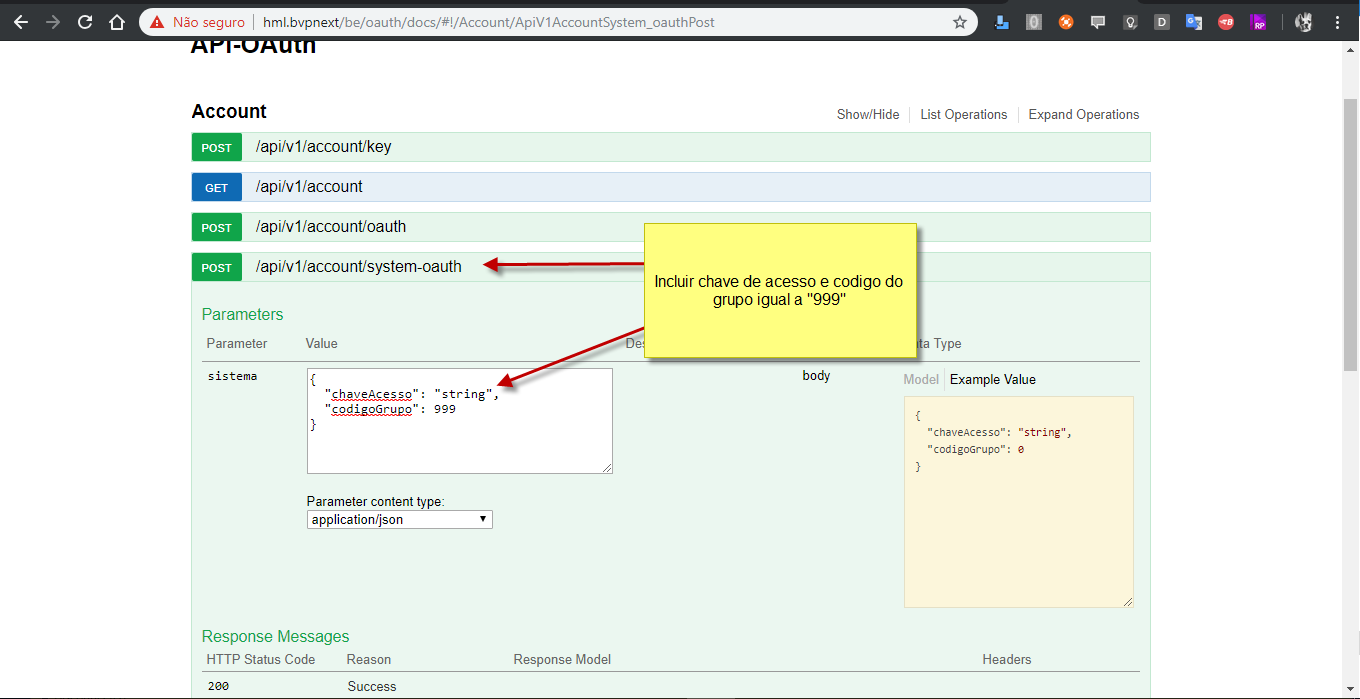 Não seguro | hml.bvpnext/be/oauth/docs/#!/Account/ApiV1AccountSystem_oauthPost
API-OAuth
Account
Show/Hide
List Operations
Expand Operations
POST /api/v1/account/key
GET /api/v1/account
POST /api/v1/account/oauth
POST /api/v1/account/system-oauth
Incluir chave de acesso e codigo do
grupo igual a "999"
Parameters
Parameter Value Type
sistema
{
"chaveAcesso": "string",
"codigoGrupo": 999
}
body
Model Example Value
{
"chaveAcesso": "string",
"codigoGrupo": 0
}
Parameter content type:
application/json
Response Messages
HTTP Status Code Reason Response Model Headers
200 Success